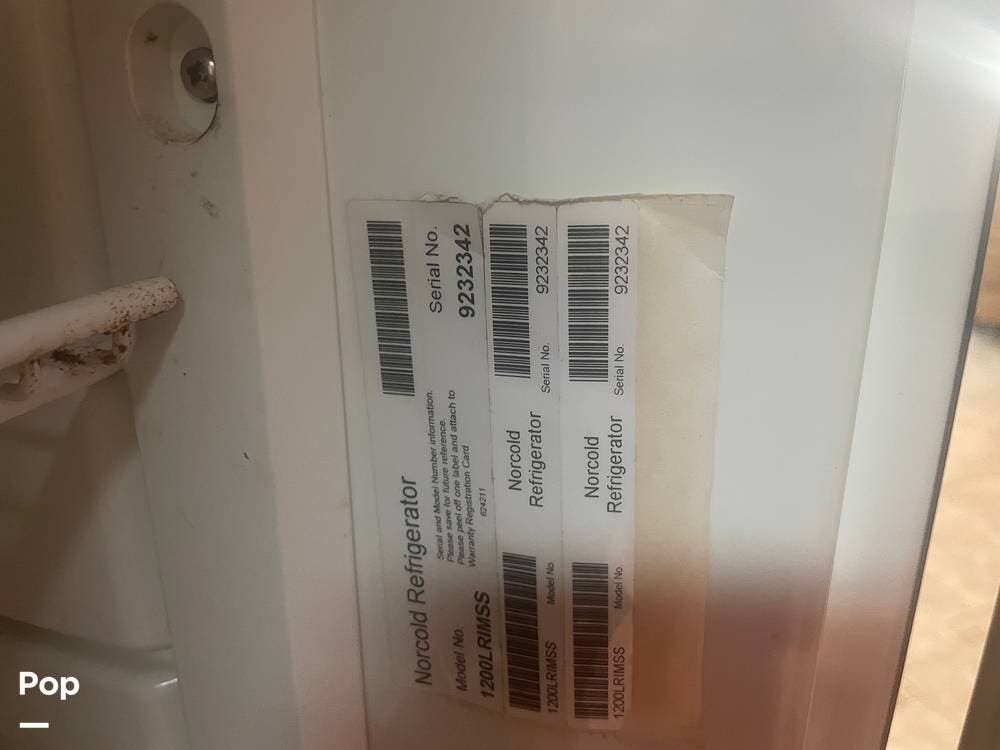 Norcold Refrigerator
Serial and Model Number information.
Please save for future reference.
Please peel off one label and attach to
Warranty Registration Card
624211
Model No.
1200LRIMSS
Serial No.
9232342
Norcold
Refrigerator
Model No
1200LRIMSS
Serial No.
9232342
Norcold
Refrigerator
Model No.
1200LRIMSS
Serial No.
9232342
Pop